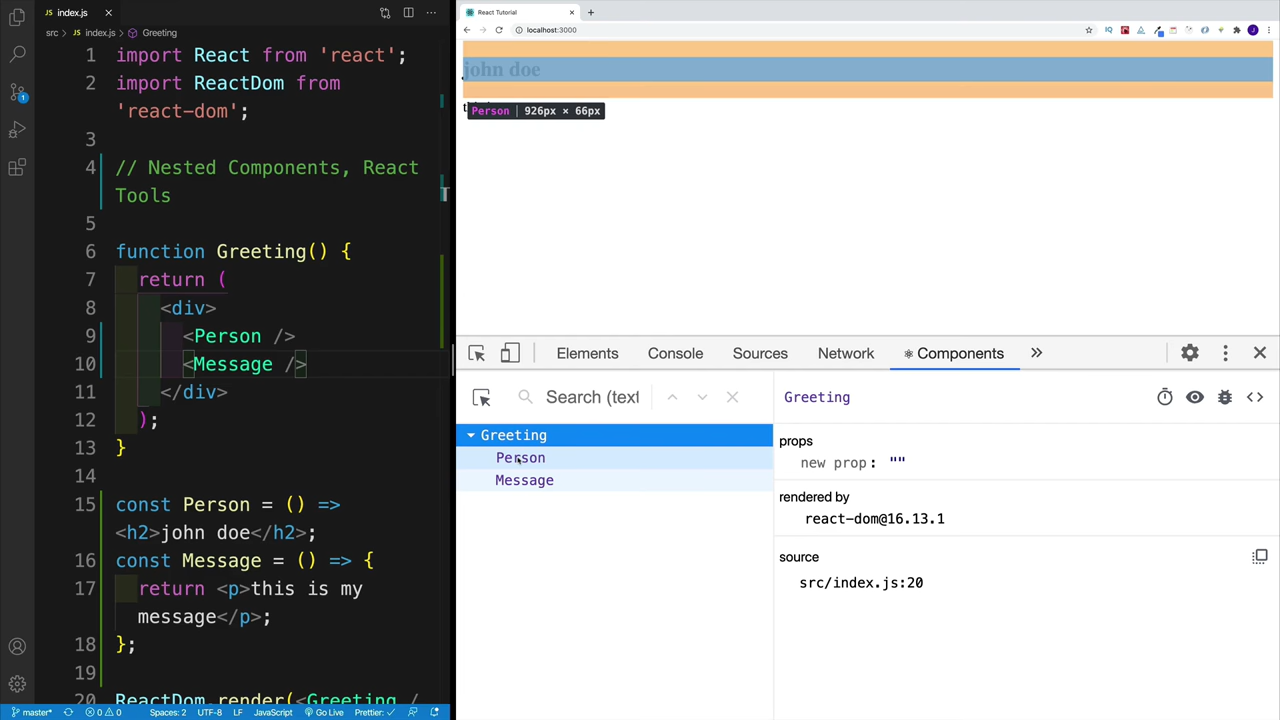 index.js
src > index.js > Greeting
1 import React from 'react';
2 import ReactDom from
'react-dom';
3
4 // Nested Components, React
Tools
5
6 function Greeting() {
7 return (
8 <div>
9 <Person />
10 <Message />
11 </div>
12 );
13 }
14
15 const Person = () =>
<h2>john doe</h2>;
16 const Message = () => {
17 return <p>this is my
message</p>;
18 };
19
20 ReactDom.render(<Greeting /
1
master*
0 0
Spaces: 2
UTF-8
LF
JavaScript
Go Live
Prettier: ✓
React Tutorial
localhost:3000
john doe
Person | 926px × 66px
Elements
Console
Sources
Network
Components
Search (text
Greeting
Person
Message
Greeting
props
new prop: ""
rendered by
react-dom@16.13.1
source
src/index.js:20